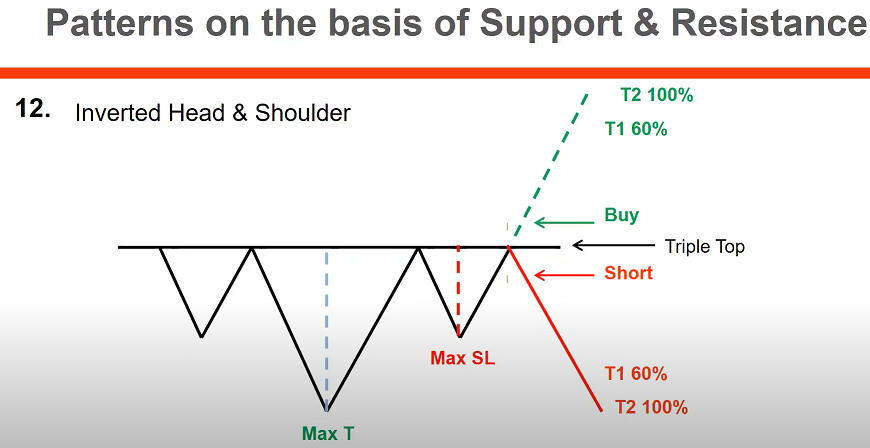 Patterns on the basis of Support & Resistance
12. Inverted Head & Shoulder
T2 100%
T1 60%
Buy
Triple Top
Short
Max SL
T1 60%
T2 100%
Max T